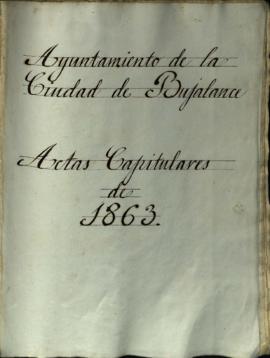 Ayuntamiento de la
Ciudad de Bujalance
Actas Capitulares
de
1863.